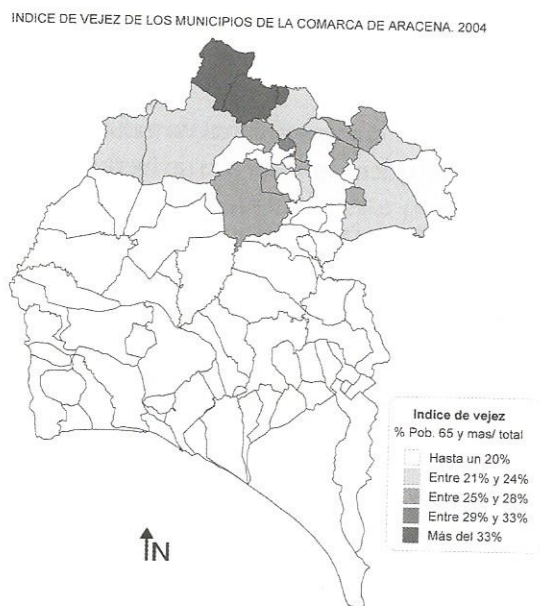 INDICE DE VEJEZ DE LOS MUNICIPIOS DE LA COMARCA DE ARACENA. 2004
Indice de vejez
% Pob. 65 y mas/ total
Hasta un 20%
Entre 21% y 24%
Entre 25% y 28%
Entre 29% y 33%
Más del 33%
N